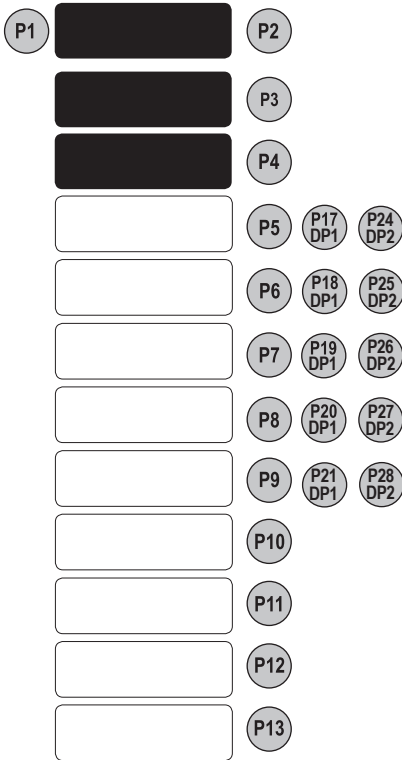 P1 P2
P3
P4
P5 P17 DP1 P24 DP2
P6 P18 DP1 P25 DP2
P7 P19 DP1 P26 DP2
P8 P20 DP1 P27 DP2
P9 P21 DP1 P28 DP2
P10
P11
P12
P13